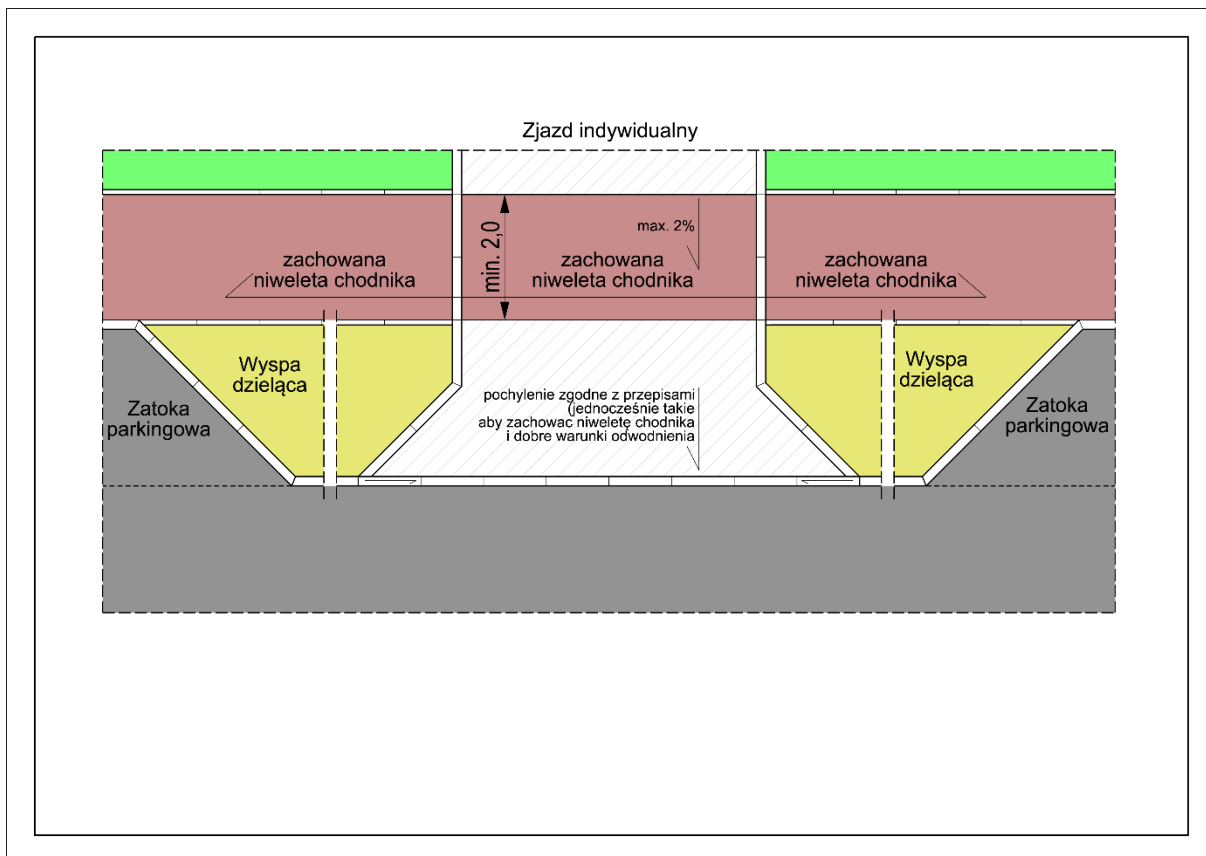 Zjazd indywidualny
max. 2%
min. 2,0
zachowana
niweleta chodnika
zachowana
niweleta chodnika
zachowana
niweleta chodnika
Wyspa
dzieląca
Wyspa
dzieląca
Zatoka
parkingowa
pochylenie zgodne z przepisami
(jednocześnie takie
aby zachowac niweletę chodnika
i dobre warunki odwodnienia
Zatoka
parkingowa